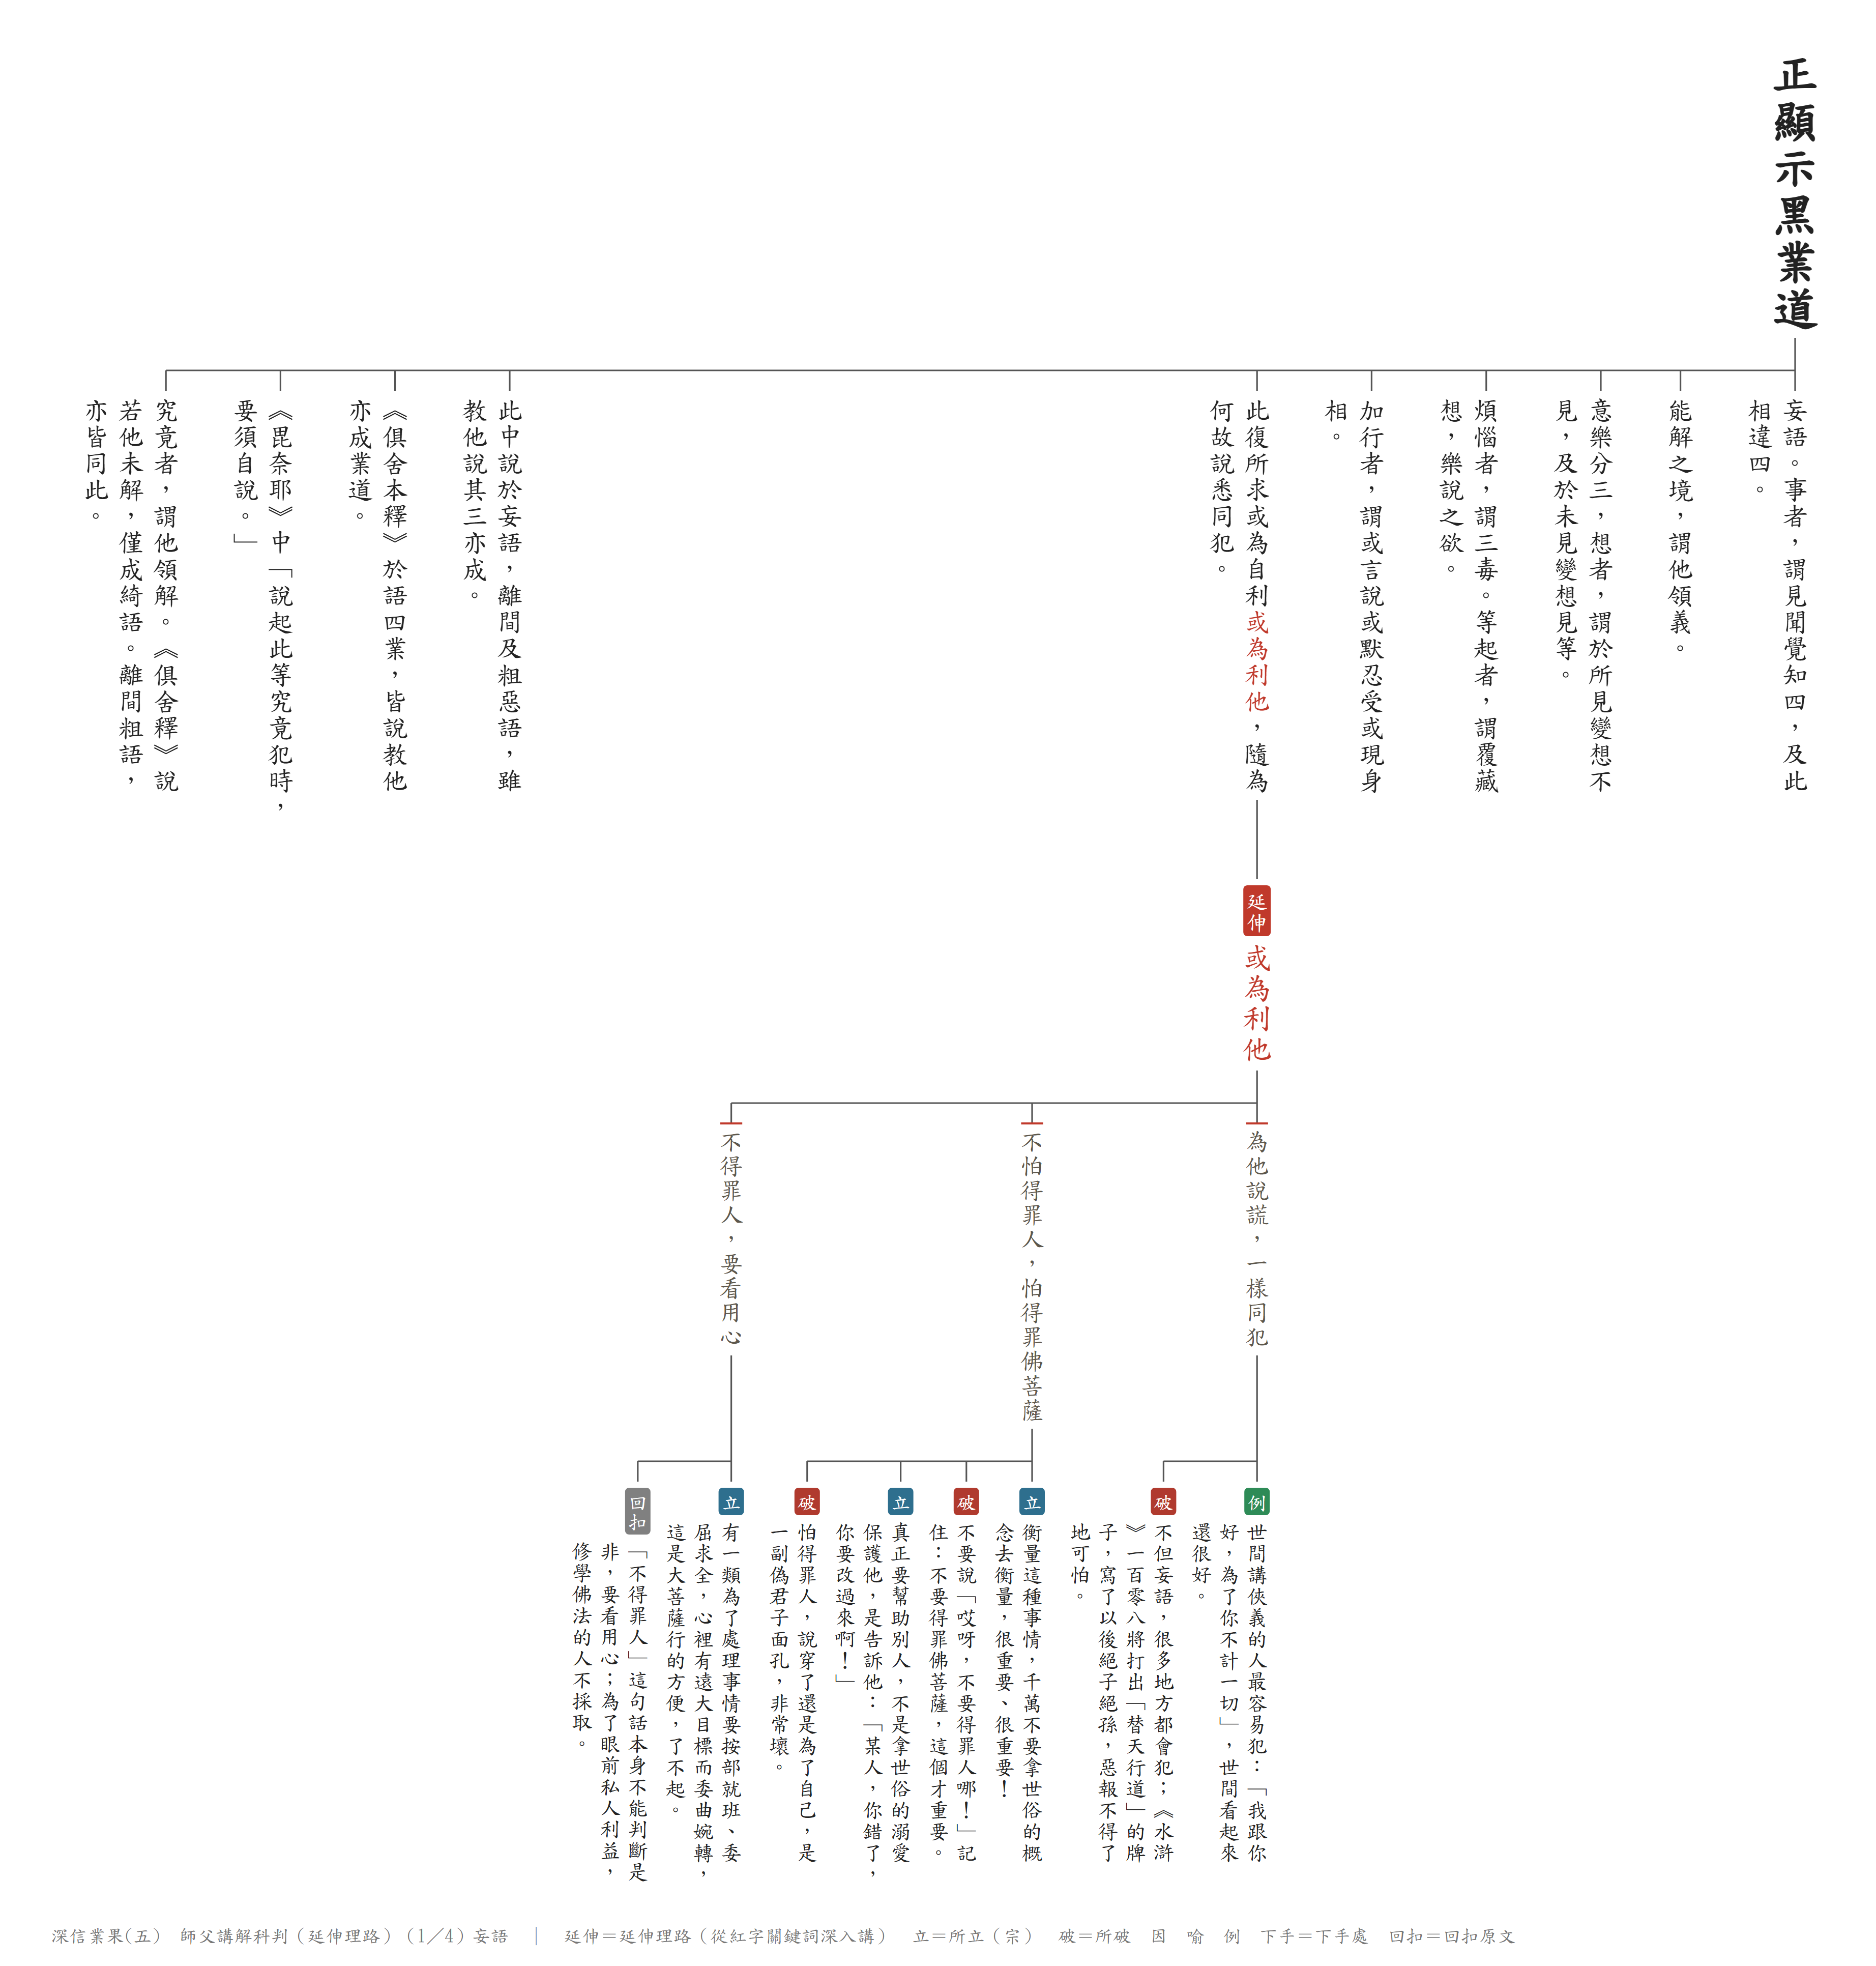 正顯示黑業道
妄語。事者，謂見聞覺知四，及此
相違四。
能解之境，謂他領義。
意樂分三，想者，謂於所見變想不
見，及於未見變想見等。
煩惱者，謂三毒。等起者，謂覆藏
想，樂說之欲。
加行者，謂或言說或默忍受或現身
相。
此復所求或為自利或為利他，隨為
何故說悉同犯。
此中說於妄語，離間及粗惡語，雖
教他說其三亦成。
《俱舍本釋》於語四業，皆說教他
亦成業道。
《毘奈耶》中「說起此等究竟犯時，
要須自說。」
究竟者，謂他領解。《俱舍釋》說
若他未解，僅成綺語。離間粗語，
亦皆同此。
延伸
或為利他
為他說謊，一樣同犯
例
世間講俠義的人最容易犯：「我跟你
好，為了你不計一切」，世間看起來
還很好。
破
不但妄語，很多地方都會犯；《水滸
》一百零八將打出「替天行道」的牌
子，寫了以後絕子絕孫，惡報不得了
地可怕。
不怕得罪人，怕得罪佛菩薩
立
衡量這種事情，千萬不要拿世俗的概
念去衡量，很重要、很重要！
破
不要說「哎呀，不要得罪人哪！」記
住：不要得罪佛菩薩，這個才重要。
立
真正要幫助別人，不是拿世俗的溺愛
保護他，是告訴他：「某人，你錯了，
你要改過來啊！」
破
怕得罪人，說穿了還是為了自己，是
一副偽君子面孔，非常壞。
不得罪人，要看用心
立
有一類為了處理事情要按部就班、委
屈求全，心裡有遠大目標而委曲婉轉，
這是大菩薩行的方便，了不起。
回扣
「不得罪人」這句話本身不能判斷是
非，要看用心；為了眼前私人利益，
修學佛法的人不採取。
深信業果(五)　師父講解科判（延伸理路）（1／4）妄語　｜　延伸＝延伸理路（從紅字關鍵詞深入講）　立＝所立（宗）　破＝所破　因　喻　例　下手＝下手處　回扣＝回扣原文